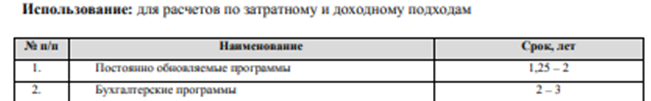 Использование: для расчетов по затратному и доходному подходам
№ п/п Наименование Срок, лет
1. Постоянно обновляемые программы 1,25 – 2
2. Бухгалтерские программы 2 – 3